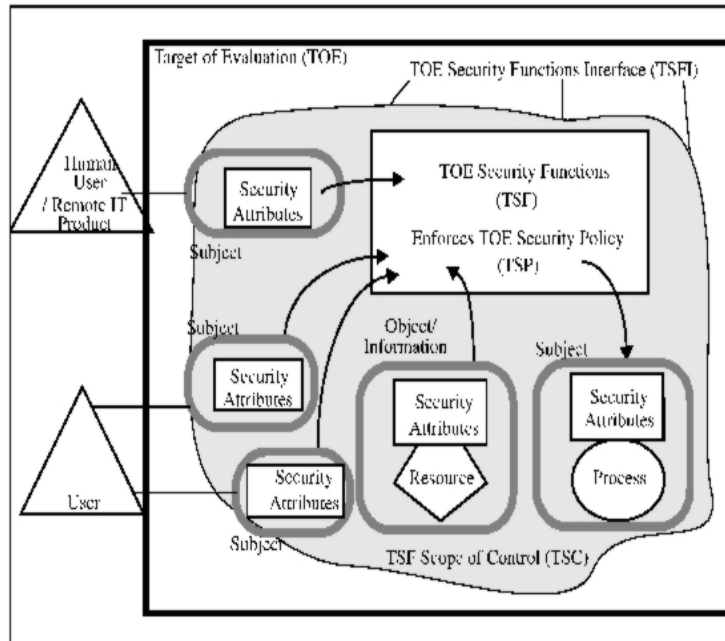 Target of Evaluation (TOE)
TOE Security Functions Interface (TSFI)
Human
User
/ Remote IT
Product
Security
Attributes
Subject
TOE Security Functions
(TSF)
Enforces TOE Security Policy
(TSP)
Subject
Security
Attributes
Object/
Information
Security
Attributes
Resource
Subject
Security
Attributes
Process
User
Security
Attributes
Subject
TSF Scope of Control (TSC)